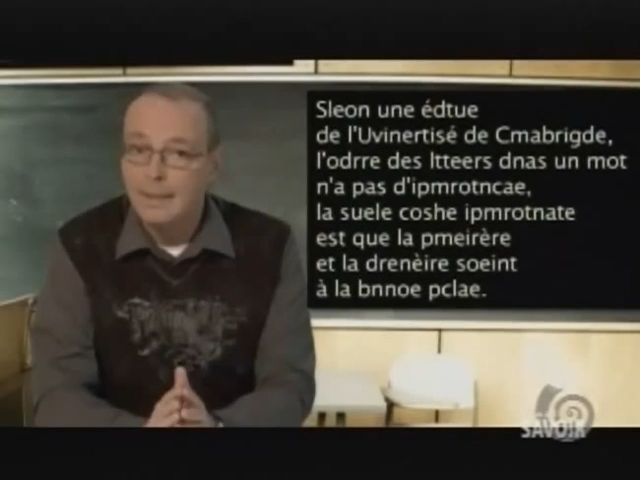 Sleon une édtue
de l'Uvinertisé de Cmabrigde,
l'odrre des ltteers dnas un mot
n'a pas d'ipmrotncae,
la suele coshe ipmrotnate
est que la pmeirère
et la drenèire soeint
à la bnnoe pclae.
SAVOIR